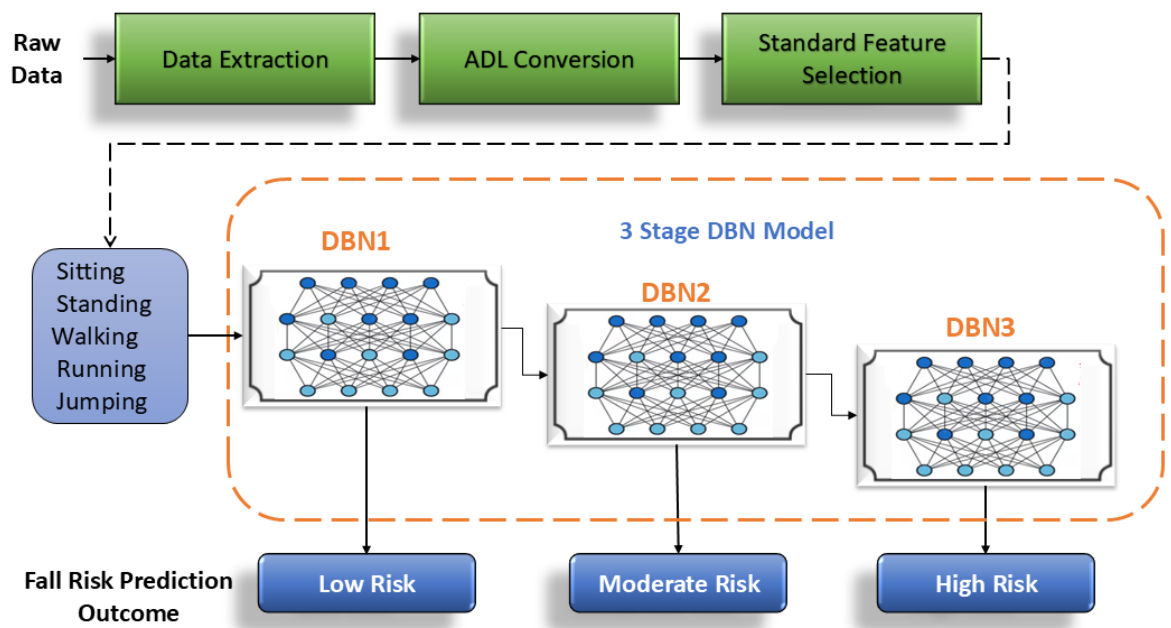 Raw
Data
Data Extraction
ADL Conversion
Standard Feature
Selection
3 Stage DBN Model
DBN1
DBN2
DBN3
Sitting
Standing
Walking
Running
Jumping
Fall Risk Prediction
Outcome
Low Risk
Moderate Risk
High Risk